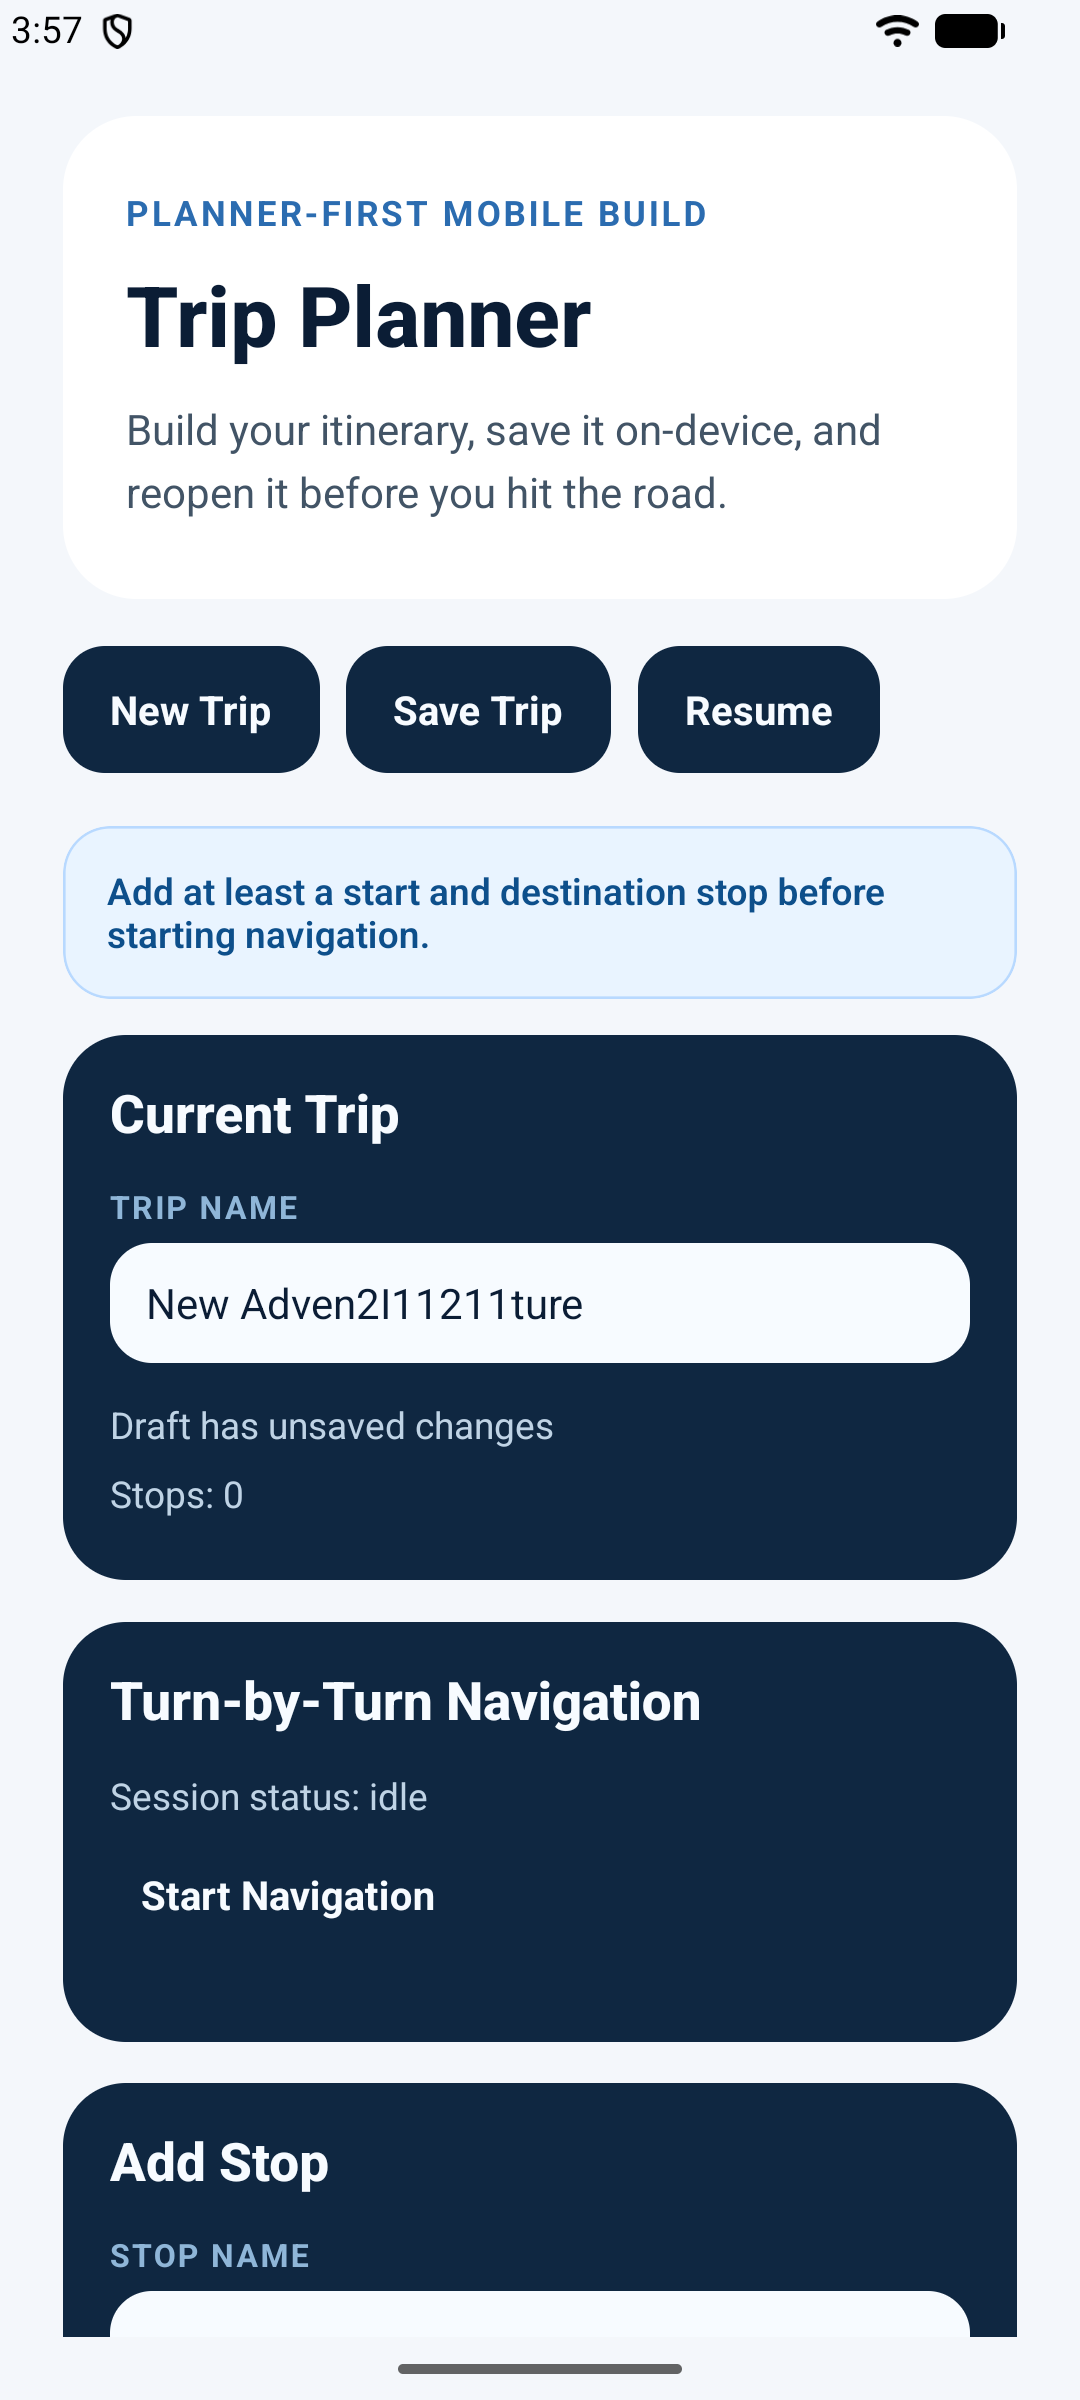 3:57
PLANNER-FIRST MOBILE BUILD
Trip Planner
Build your itinerary, save it on-device, and
reopen it before you hit the road.
New Trip
Save Trip
Resume
Add at least a start and destination stop before
starting navigation.
Current Trip
TRIP NAME
New Adven2I11211ture
Draft has unsaved changes
Stops: 0
Turn-by-Turn Navigation
Session status: idle
Start Navigation
Add Stop
STOP NAME